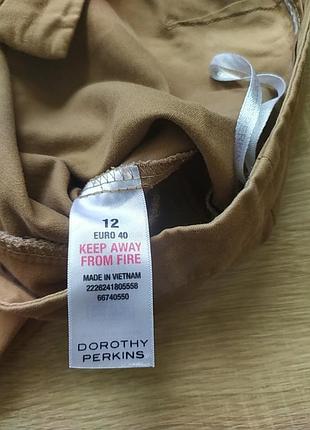 12
EURO 40
KEEP AWAY
FROM FIRE
MADE IN VIETNAM
2226241805558
66740550
DOROTHY
PERKINS